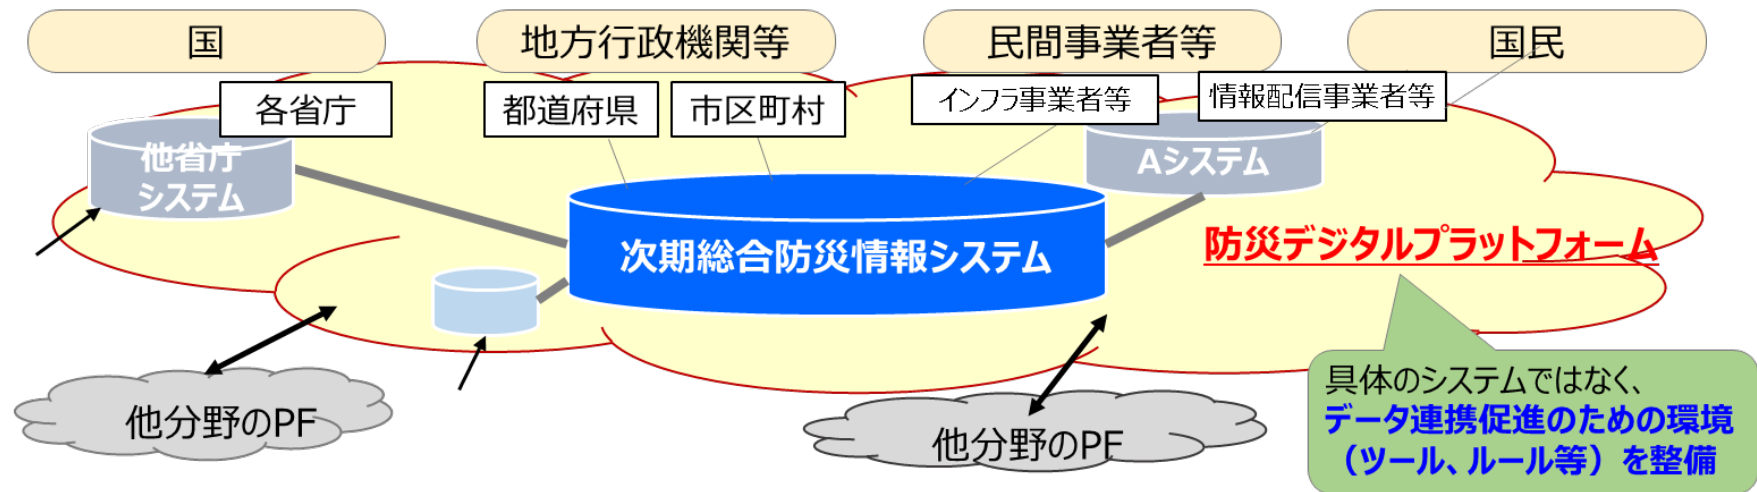 国
地方行政機関等
民間事業者等
国民
各省庁
都道府県
市区町村
インフラ事業者等
情報配信事業者等
他省庁
システム
Aシステム
次期総合防災情報システム
防災デジタルプラットフォーム
他分野のPF
他分野のPF
具体のシステムではなく、
データ連携促進のための環境
（ツール、ルール等）を整備